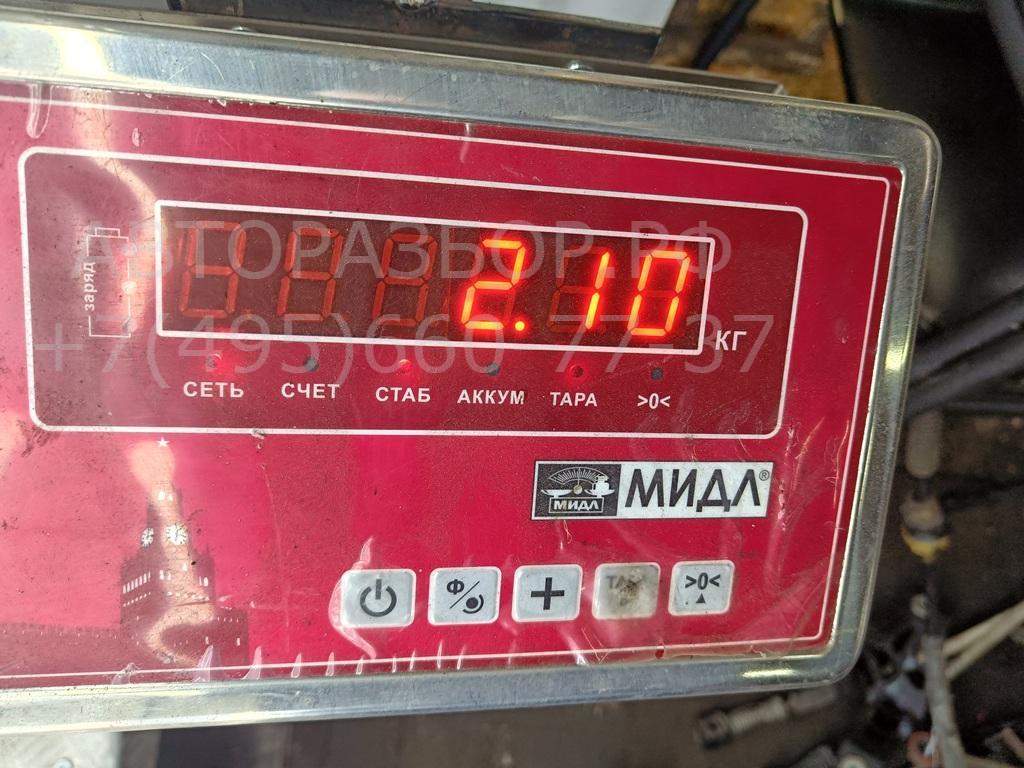 АВТОРАЗБОР.РФ
+7(495)660-77-37
заряд
2.10
КГ
СЕТЬ СЧЕТ СТАБ АККУМ ТАРА >0<
МИДЛ МИДЛ®
Ф + ТАРА >0<